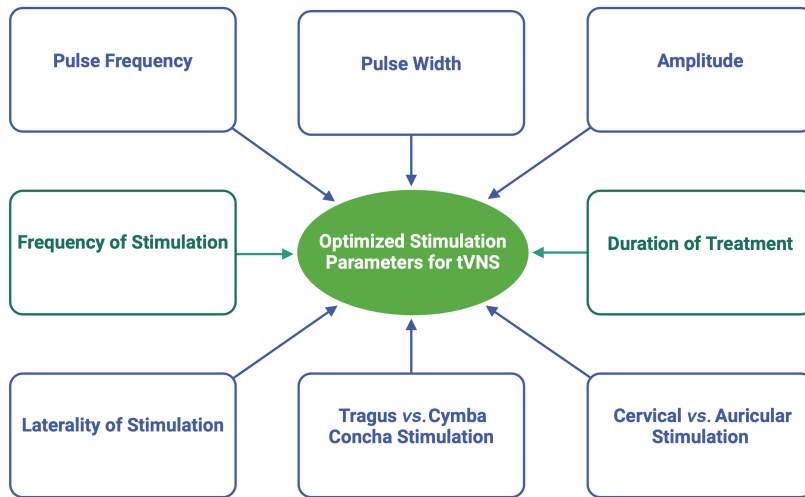 Pulse Frequency
Pulse Width
Amplitude
Frequency of Stimulation
Optimized Stimulation
Parameters for tVNS
Duration of Treatment
Laterality of Stimulation
Tragus vs. Cymba
Concha Stimulation
Cervical vs. Auricular
Stimulation